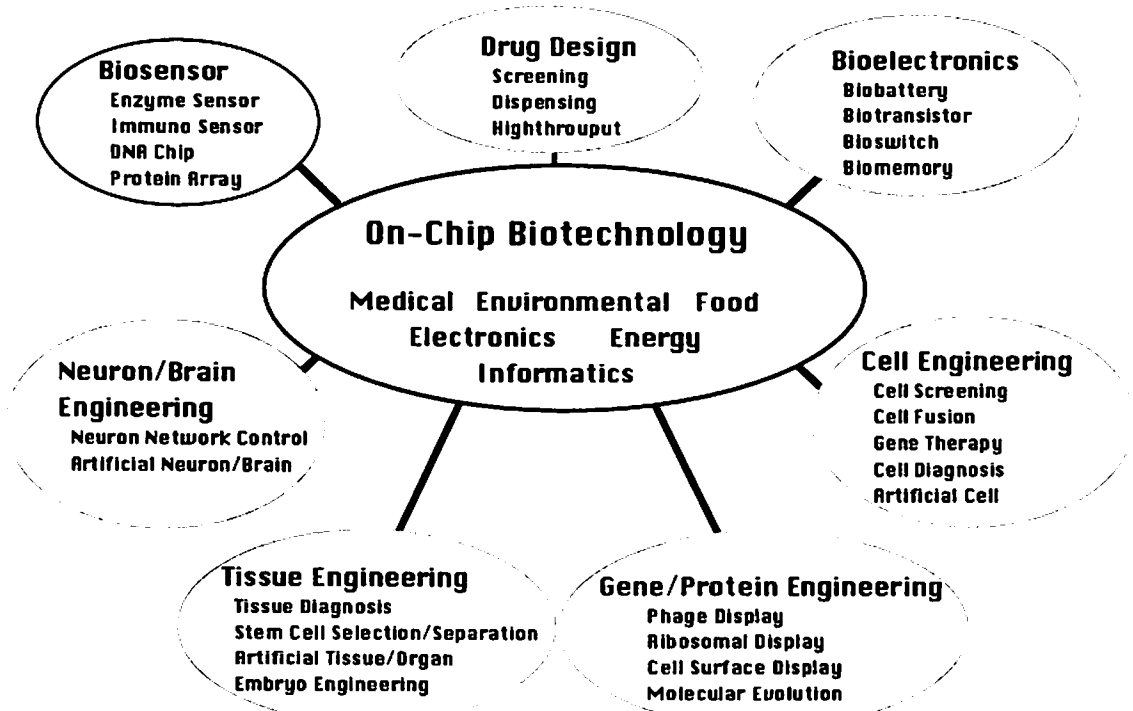 Drug Design
Screening
Dispensing
Highthrouput
Bioelectronics
Biobattery
Biotransistor
Bioswitch
Biomemory
Biosensor
Enzyme Sensor
Immuno Sensor
DNA Chip
Protein Array
On-Chip Biotechnology
Medical Environmental Food
Electronics Energy
Informatics
Neuron/Brain
Engineering
Neuron Network Control
Artificial Neuron/Brain
Cell Engineering
Cell Screening
Cell Fusion
Gene Therapy
Cell Diagnosis
Artificial Cell
Tissue Engineering
Tissue Diagnosis
Stem Cell Selection/Separation
Artificial Tissue/Organ
Embryo Engineering
Gene/Protein Engineering
Phage Display
Ribosomal Display
Cell Surface Display
Molecular Evolution